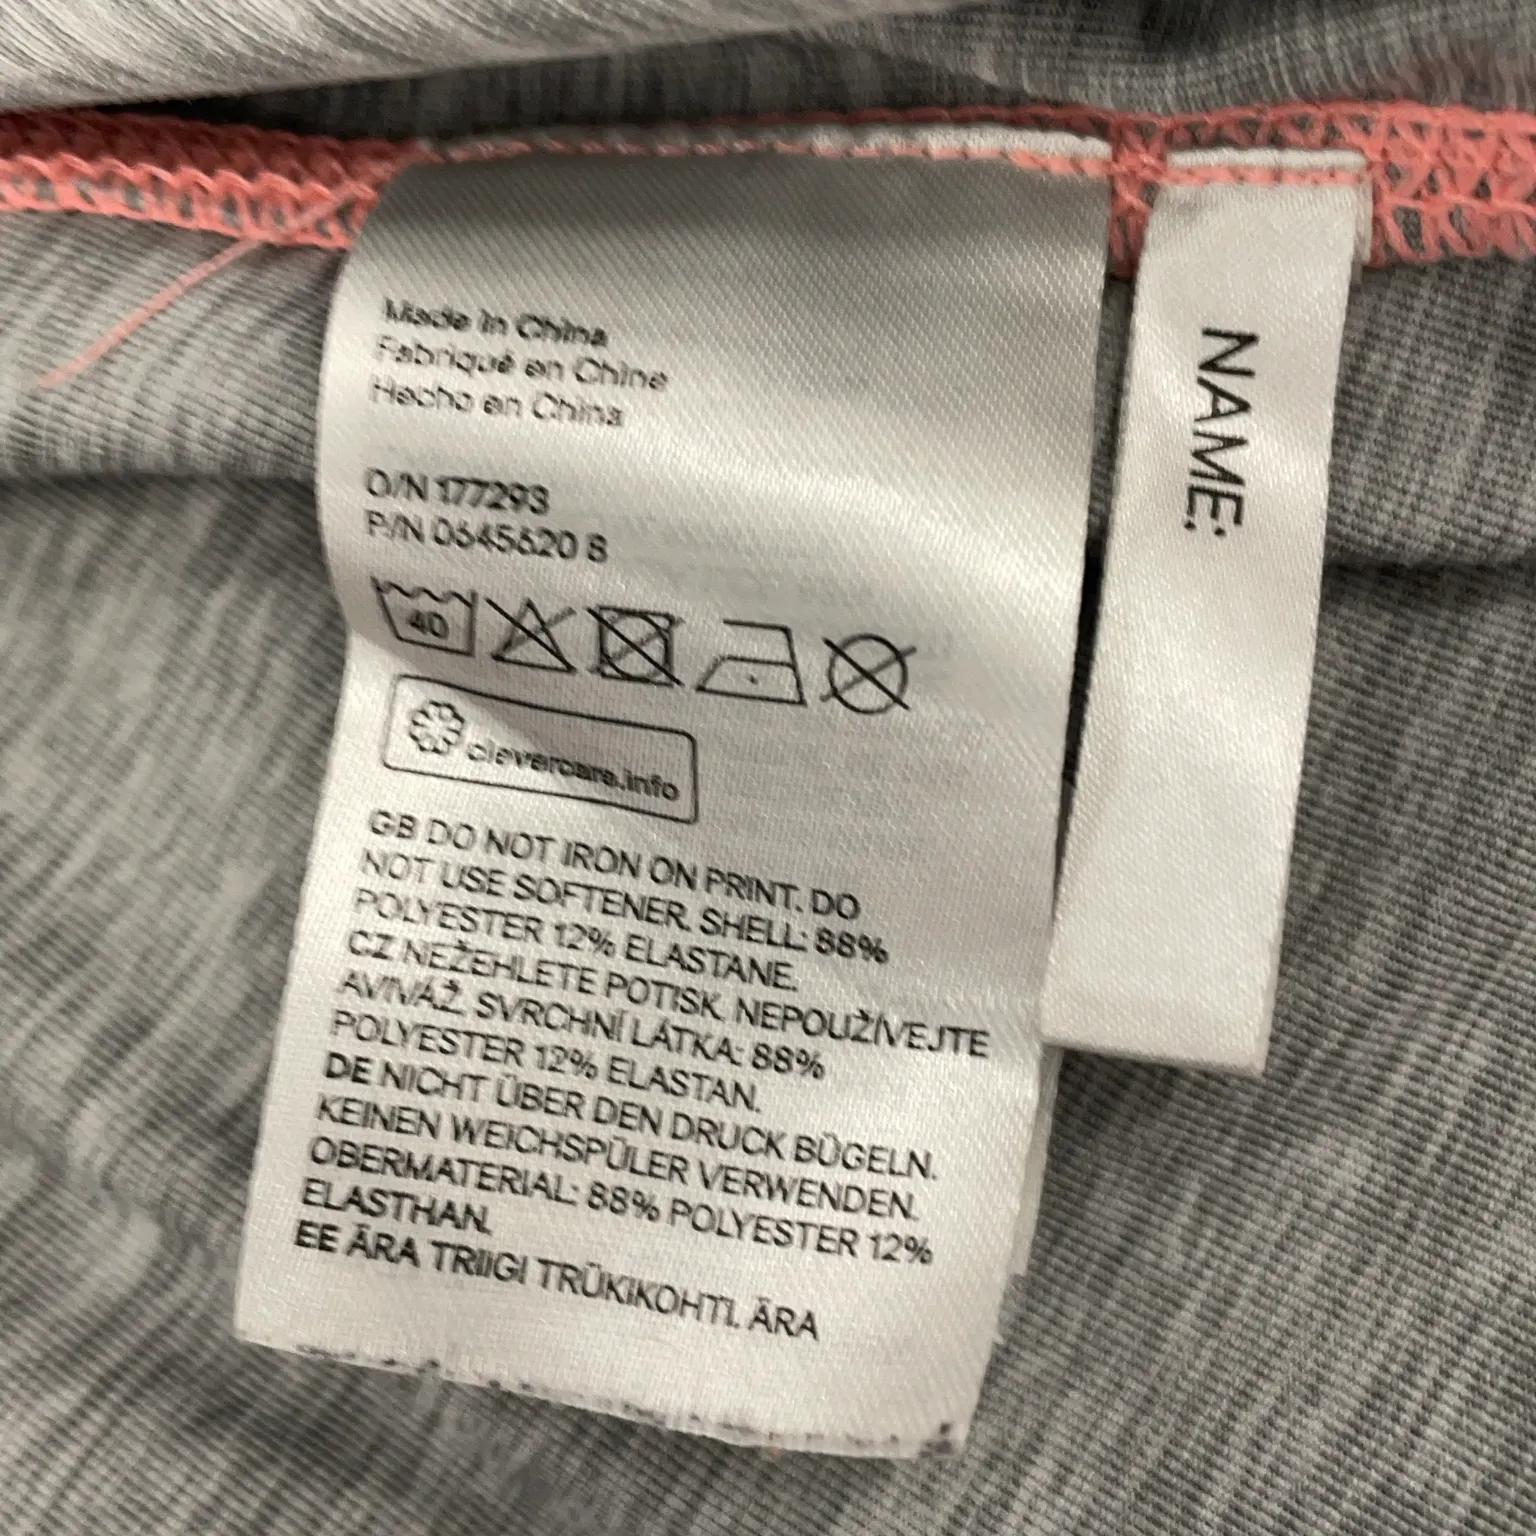 Made in China
Fabriqué en Chine
Hecho en China
O/N 177293
P/N 0645620 8
40
clevercare.info
GB DO NOT IRON ON PRINT. DO
NOT USE SOFTENER. SHELL: 88%
POLYESTER 12% ELASTANE.
CZ NEŽEHLETE POTISK. NEPOUŽÍVEJTE
AVIVÁŽ. SVRCHNÍ LÁTKA: 88%
POLYESTER 12% ELASTAN.
DE NICHT ÜBER DEN DRUCK BÜGELN.
KEINEN WEICHSPÜLER VERWENDEN.
OBERMATERIAL: 88% POLYESTER 12%
ELASTHAN.
EE ÄRA TRIIGI TRÜKIKOHTI. ÄRA
NAME: